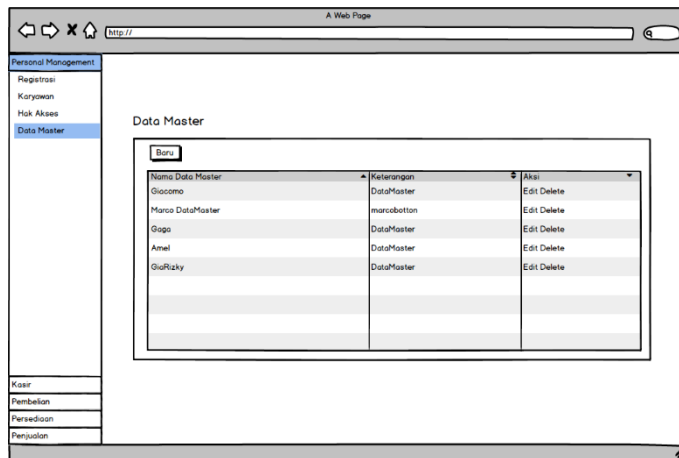 A Web Page
http://
Personal Management
Registrasi
Karyawan
Hak Akses
Data Master
Data Master
Baru
Nama Data Master Keterangan Aksi
Giacomo DataMaster Edit Delete
Marco DataMaster marcobotton Edit Delete
Gaga DataMaster Edit Delete
Amel DataMaster Edit Delete
GiaRizky DataMaster Edit Delete
Kasir
Pembelian
Persediaan
Penjualan